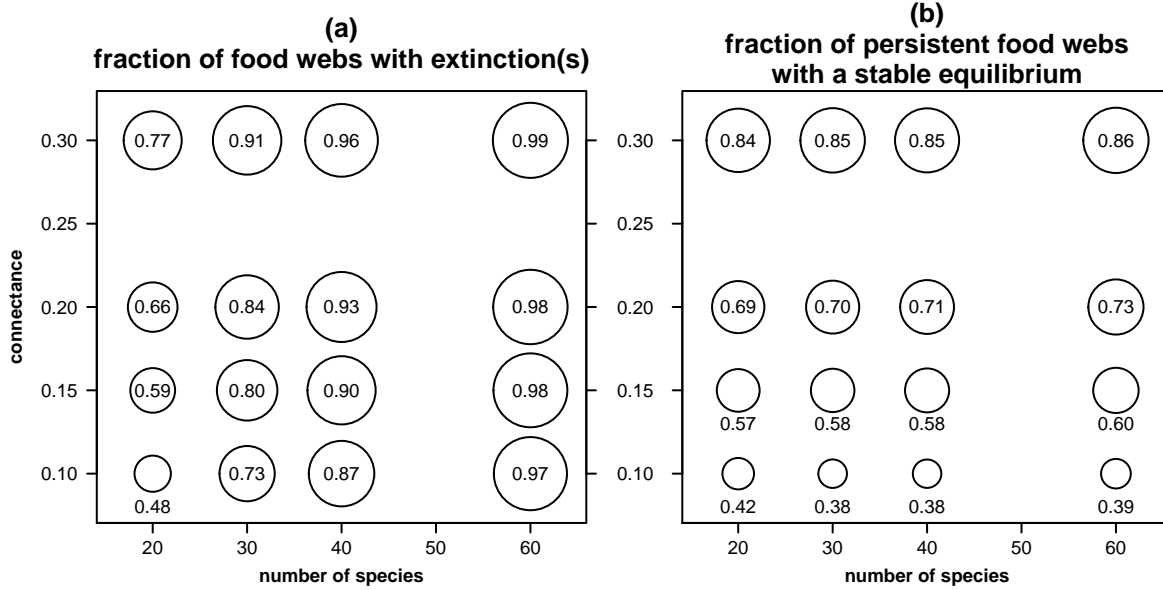 (a)
fraction of food webs with extinction(s)
0.30
0.25
0.20
0.15
0.10
connectance
0.77 0.91 0.96 0.99
0.66 0.84 0.93 0.98
0.59 0.80 0.90 0.98
0.73 0.87 0.97
0.48
20 30 40 50 60
number of species
(b)
fraction of persistent food webs
with a stable equilibrium
0.30
0.25
0.20
0.15
0.10
0.84 0.85 0.85 0.86
0.69 0.70 0.71 0.73
0.57 0.58 0.58 0.60
0.42 0.38 0.38 0.39
20 30 40 50 60
number of species